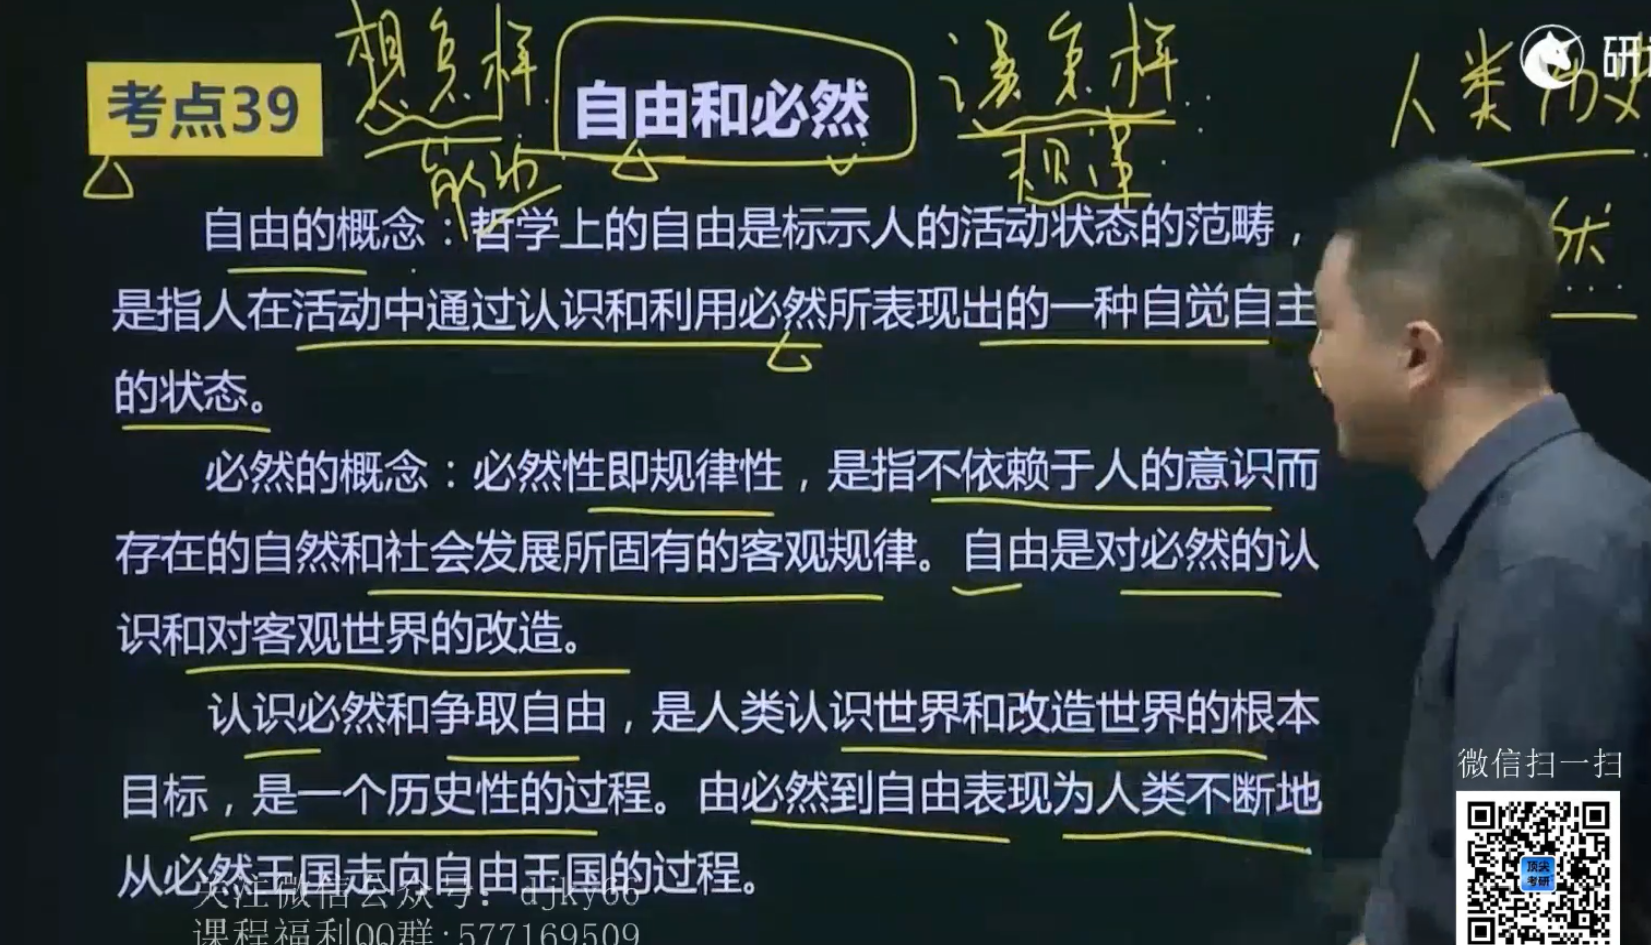 想怎样
该怎样
人类历史
研
考点39
自由和必然
能动
规律
自由的概念：哲学上的自由是标示人的活动状态的范畴，
然
是指人在活动中通过认识和利用必然所表现出的一种自觉自主
的状态。
必然的概念：必然性即规律性，是指不依赖于人的意识而
存在的自然和社会发展所固有的客观规律。自由是对必然的认
识和对客观世界的改造。
认识必然和争取自由，是人类认识世界和改造世界的根本
目标，是一个历史性的过程。由必然到自由表现为人类不断地
从必然王国走向自由王国的过程。
微信扫一扫
顶尖
考研
关注微信公众号：djky66
课程福利QQ群:577169509